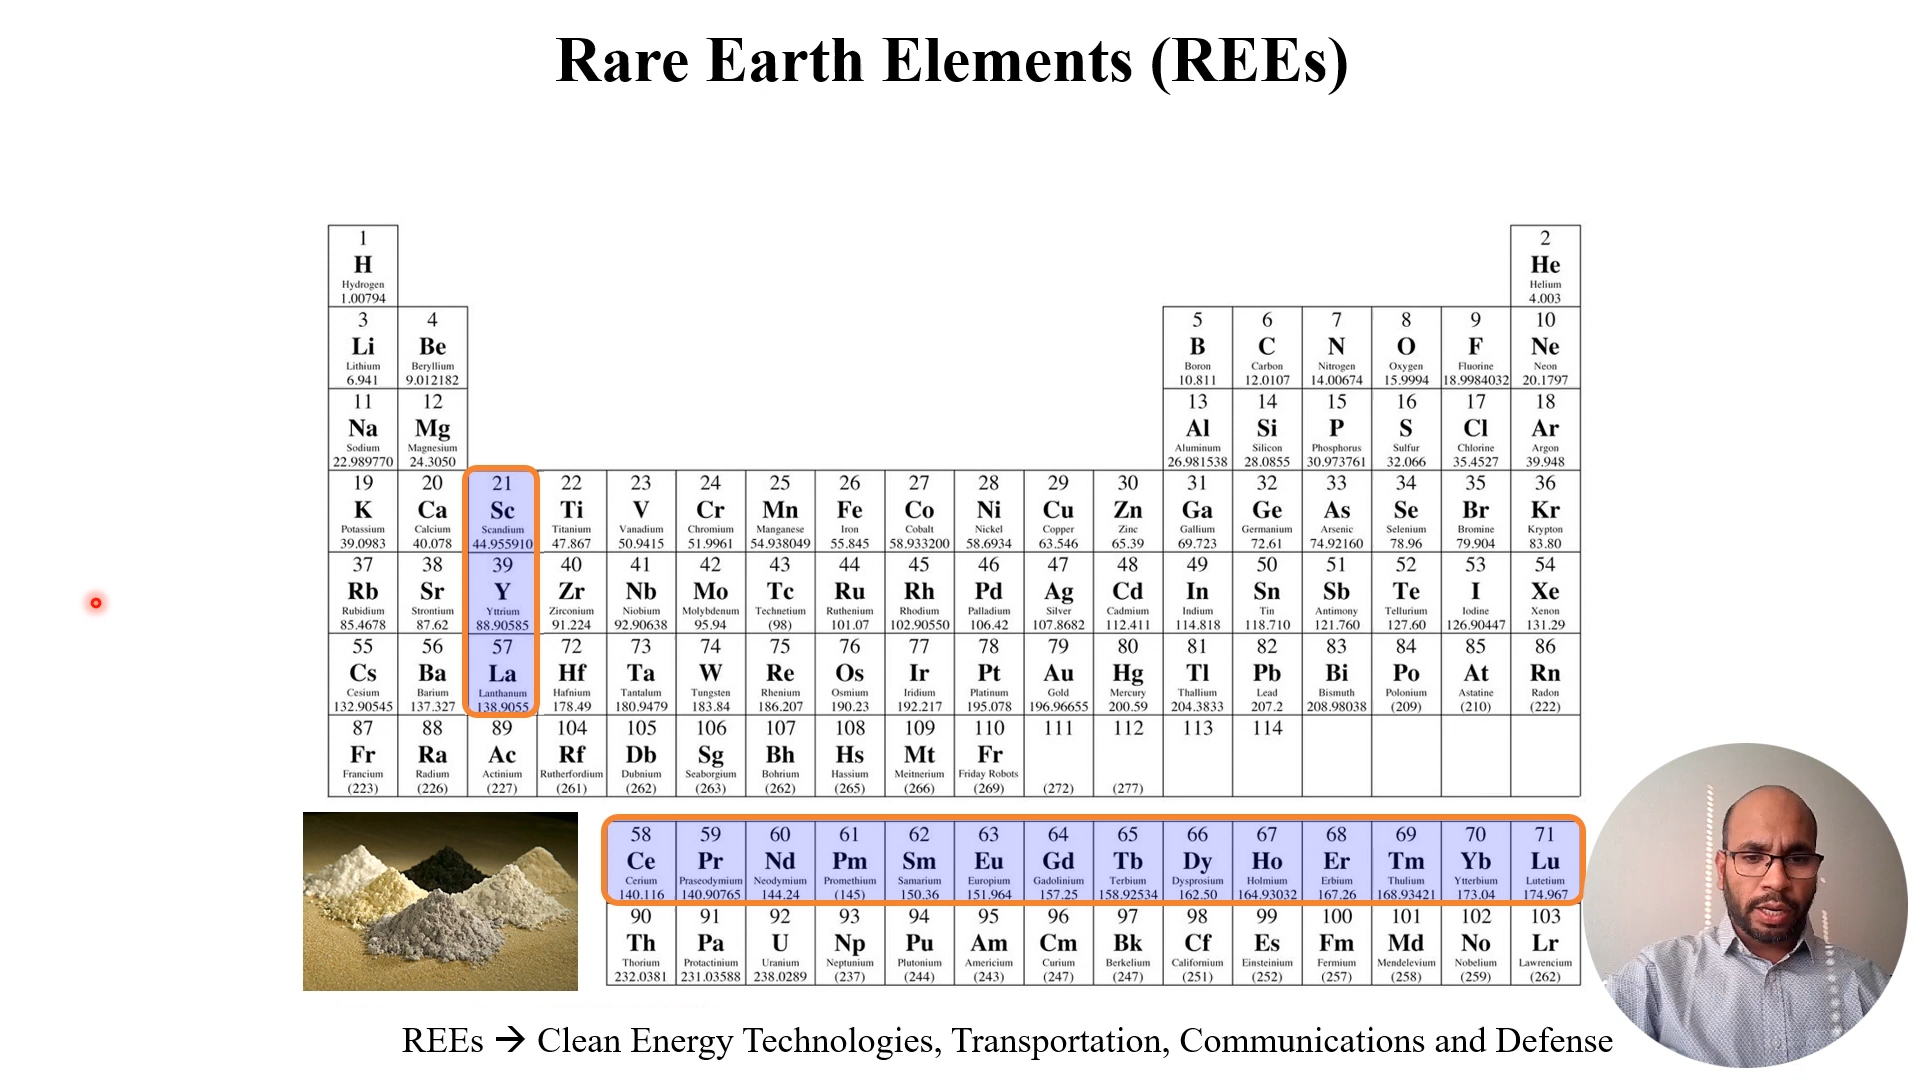 Rare Earth Elements (REEs)
1 2
H He
Hydrogen Helium
1.00794 4.003
3 4 5 6 7 8 9 10
Li Be B C N O F Ne
Lithium Beryllium Boron Carbon Nitrogen Oxygen Fluorine Neon
6.941 9.012182 10.811 12.0107 14.00674 15.9994 18.9984032 20.1797
11 12 13 14 15 16 17 18
Na Mg Al Si P S Cl Ar
Sodium Magnesium Aluminum Silicon Phosphorus Sulfur Chlorine Argon
22.989770 24.3050 26.981538 28.0855 30.973761 32.066 35.4527 39.948
19 20 21 22 23 24 25 26 27 28 29 30 31 32 33 34 35 36
K Ca Sc Ti V Cr Mn Fe Co Ni Cu Zn Ga Ge As Se Br Kr
Potassium Calcium Scandium Titanium Vanadium Chromium Manganese Iron Cobalt Nickel Copper Zinc Gallium Germanium Arsenic Selenium Bromine Krypton
39.0983 40.078 44.955910 47.867 50.9415 51.9961 54.938049 55.845 58.933200 58.6934 63.546 65.39 69.723 72.61 74.92160 78.96 79.904 83.80
37 38 39 40 41 42 43 44 45 46 47 48 49 50 51 52 53 54
Rb Sr Y Zr Nb Mo Tc Ru Rh Pd Ag Cd In Sn Sb Te I Xe
Rubidium Strontium Yttrium Zirconium Niobium Molybdenum Technetium Ruthenium Rhodium Palladium Silver Cadmium Indium Tin Antimony Tellurium Iodine Xenon
85.4678 87.62 88.90585 91.224 92.90638 95.94 (98) 101.07 102.90550 106.42 107.8682 112.411 114.818 118.710 121.760 127.60 126.90447 131.29
55 56 57 72 73 74 75 76 77 78 79 80 81 82 83 84 85 86
Cs Ba La Hf Ta W Re Os Ir Pt Au Hg Tl Pb Bi Po At Rn
Cesium Barium Lanthanum Hafnium Tantalum Tungsten Rhenium Osmium Iridium Platinum Gold Mercury Thallium Lead Bismuth Polonium Astatine Radon
132.90545 137.327 138.9055 178.49 180.9479 183.84 186.207 190.23 192.217 195.078 196.96655 200.59 204.3833 207.2 208.98038 (209) (210) (222)
87 88 89 104 105 106 107 108 109 110 111 112 113 114
Fr Ra Ac Rf Db Sg Bh Hs Mt Fr
Francium Radium Actinium Rutherfordium Dubnium Seaborgium Bohrium Hassium Meitnerium Friday Robots
(223) (226) (227) (261) (262) (263) (262) (265) (266) (269) (272) (277)
58 59 60 61 62 63 64 65 66 67 68 69 70 71
Ce Pr Nd Pm Sm Eu Gd Tb Dy Ho Er Tm Yb Lu
Cerium Praseodymium Neodymium Promethium Samarium Europium Gadolinium Terbium Dysprosium Holmium Erbium Thulium Ytterbium Lutetium
140.116 140.90765 144.24 (145) 150.36 151.964 157.25 158.92534 162.50 164.93032 167.26 168.93421 173.04 174.967
90 91 92 93 94 95 96 97 98 99 100 101 102 103
Th Pa U Np Pu Am Cm Bk Cf Es Fm Md No Lr
Thorium Protactinium Uranium Neptunium Plutonium Americium Curium Berkelium Californium Einsteinium Fermium Mendelevium Nobelium Lawrencium
232.0381 231.03588 238.0289 (237) (244) (243) (247) (247) (251) (252) (257) (258) (259) (262)
REEs → Clean Energy Technologies, Transportation, Communications and Defense